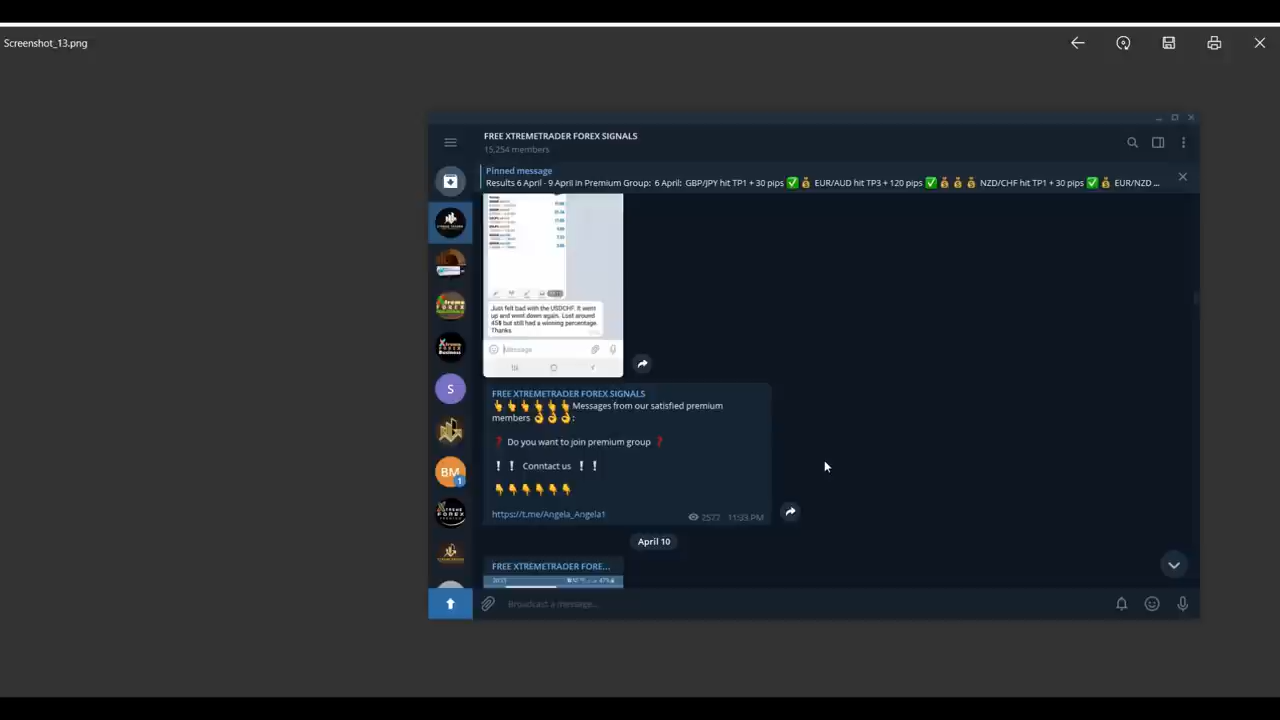 Screenshot_13.png
FREE XTREMETRADER FOREX SIGNALS
15,254 members
Pinned message
Results 6 April - 9 April in Premium Group: 6 April: GBP/JPY hit TP1 + 30 pips ✅💰 EUR/AUD hit TP3 + 120 pips ✅💰💰💰 NZD/CHF hit TP1 + 30 pips ✅💰 EUR/NZD ...
Just felt bad with the USDCHF. It went
up and went down again. Lost around
45$ but still had a winning percentage.
Thanks
Message
FREE XTREMETRADER FOREX SIGNALS
👆👆👆👆👆👆Messages from our satisfied premium
members 👌👌👌:
❓ Do you want to join premium group ❓
❕ ❕ Conntact us ❕ ❕
👇👇👇👇👇👇
https://t.me/Angela_Angela1
2577 11:33 PM
April 10
FREE XTREMETRADER FORE...
47%
S
BM
1
Broadcast a message...